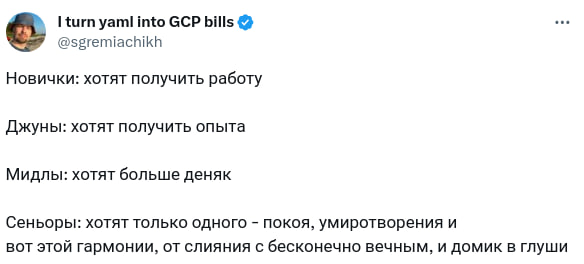 I turn yaml into GCP bills
@sgremiachikh
Новички: хотят получить работу
Джуны: хотят получить опыта
Мидлы: хотят больше деняк
Сеньоры: хотят только одного - покоя, умиротворения и
вот этой гармонии, от слияния с бесконечно вечным, и домик в глуши